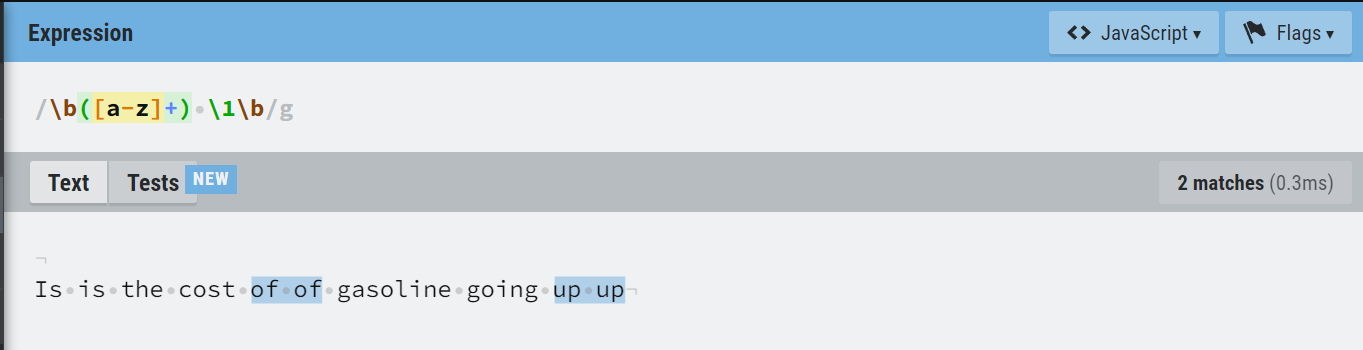 Expression <> JavaScript ▾ Flags ▾
/\b([a-z]+) \1\b/g
Text Tests NEW 2 matches (0.3ms)
Is is the cost of of gasoline going up up